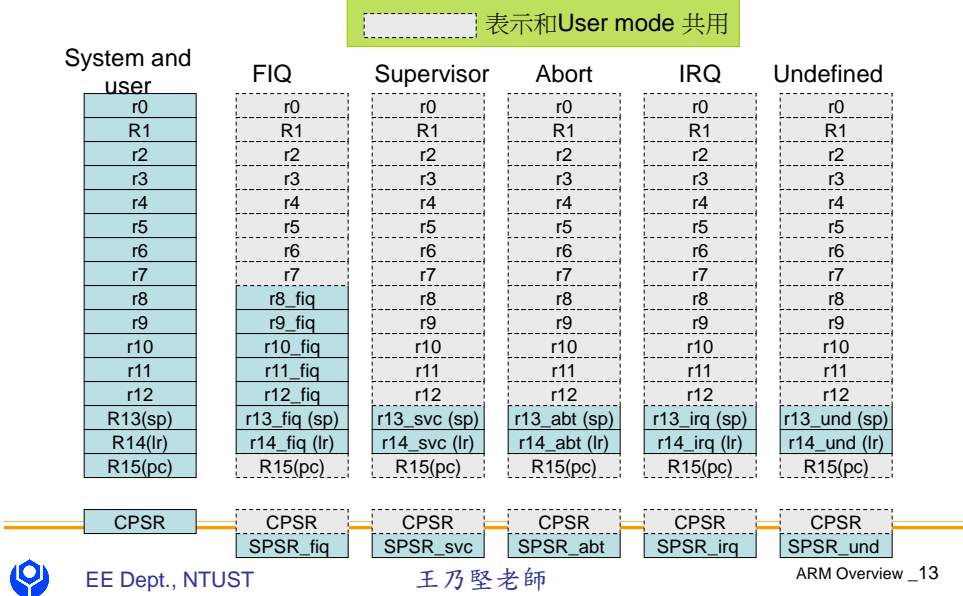 表示和User mode 共用
System and
user
FIQ
Supervisor
Abort
IRQ
Undefined
r0 r0 r0 r0 r0 r0
R1 R1 R1 R1 R1 R1
r2 r2 r2 r2 r2 r2
r3 r3 r3 r3 r3 r3
r4 r4 r4 r4 r4 r4
r5 r5 r5 r5 r5 r5
r6 r6 r6 r6 r6 r6
r7 r7 r7 r7 r7 r7
r8 r8_fiq r8 r8 r8 r8
r9 r9_fiq r9 r9 r9 r9
r10 r10_fiq r10 r10 r10 r10
r11 r11_fiq r11 r11 r11 r11
r12 r12_fiq r12 r12 r12 r12
R13(sp) r13_fiq (sp) r13_svc (sp) r13_abt (sp) r13_irq (sp) r13_und (sp)
R14(lr) r14_fiq (lr) r14_svc (lr) r14_abt (lr) r14_irq (lr) r14_und (lr)
R15(pc) R15(pc) R15(pc) R15(pc) R15(pc) R15(pc)
CPSR CPSR CPSR CPSR CPSR CPSR
SPSR_fiq SPSR_svc SPSR_abt SPSR_irq SPSR_und
EE Dept., NTUST
王乃堅老師
ARM Overview _13